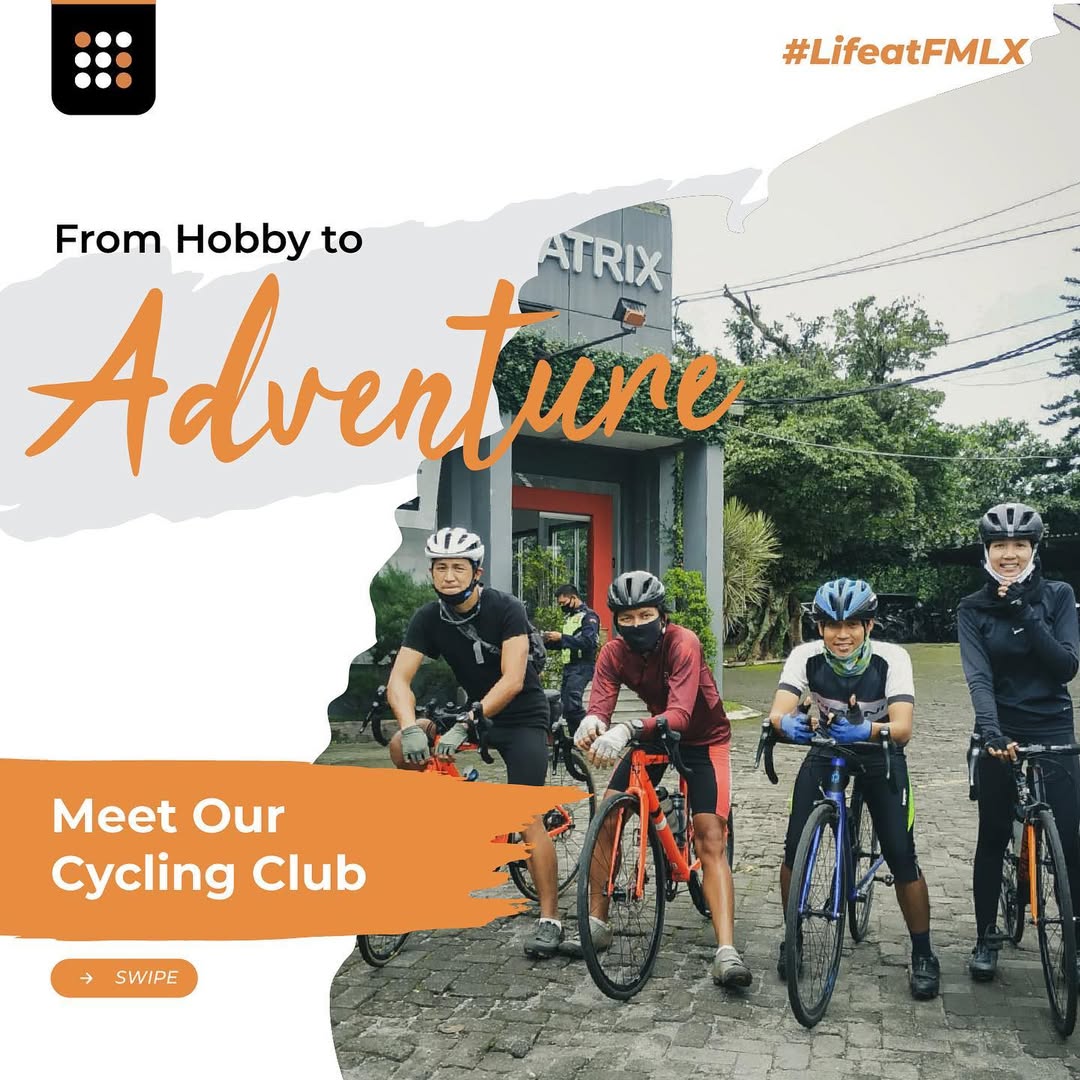 #LifeatFMLX
From Hobby to
ATRIX
Adventure
Meet Our
Cycling Club
→ SWIPE